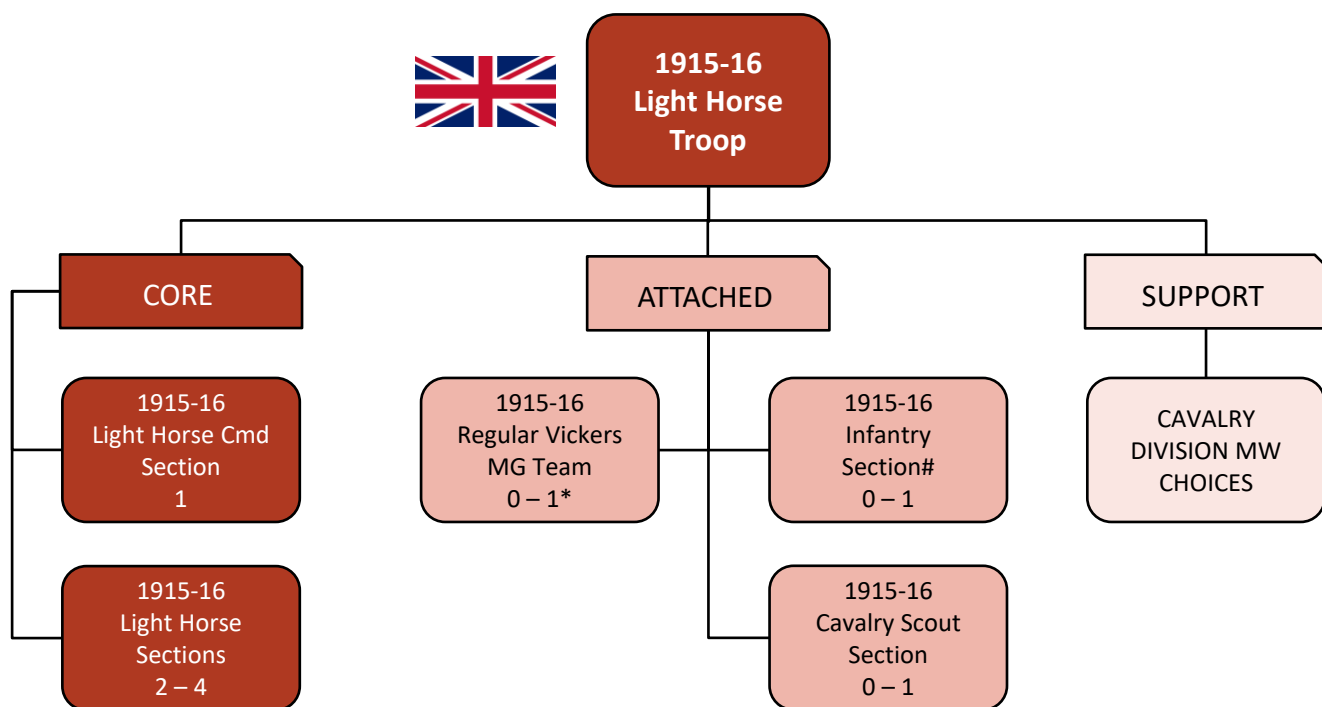 1915-16
Light Horse
Troop
CORE
ATTACHED
SUPPORT
1915-16
Light Horse Cmd
Section
1
1915-16
Regular Vickers
MG Team
0 – 1*
1915-16
Infantry
Section#
0 – 1
CAVALRY
DIVISION MW
CHOICES
1915-16
Light Horse
Sections
2 – 4
1915-16
Cavalry Scout
Section
0 – 1